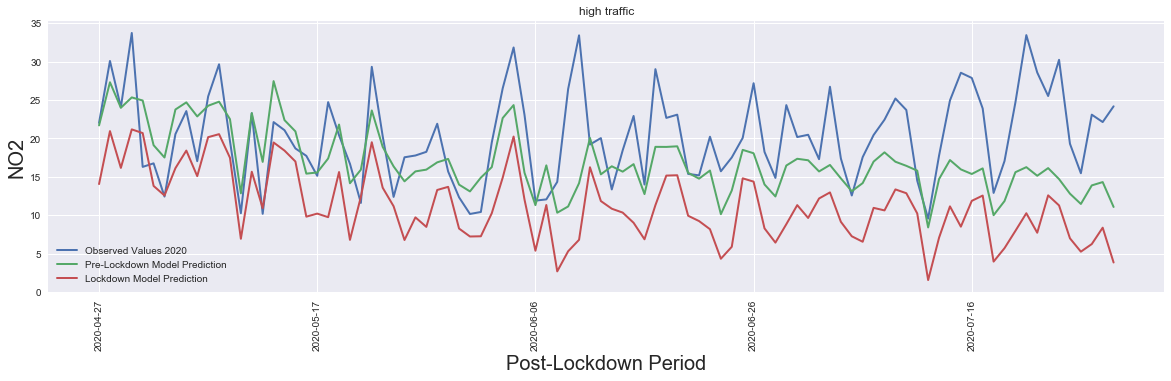 high traffic
NO2
35
30
25
20
15
10
5
0
Observed Values 2020
Pre-Lockdown Model Prediction
Lockdown Model Prediction
2020-04-27
2020-05-17
2020-06-06
2020-06-26
2020-07-16
Post-Lockdown Period